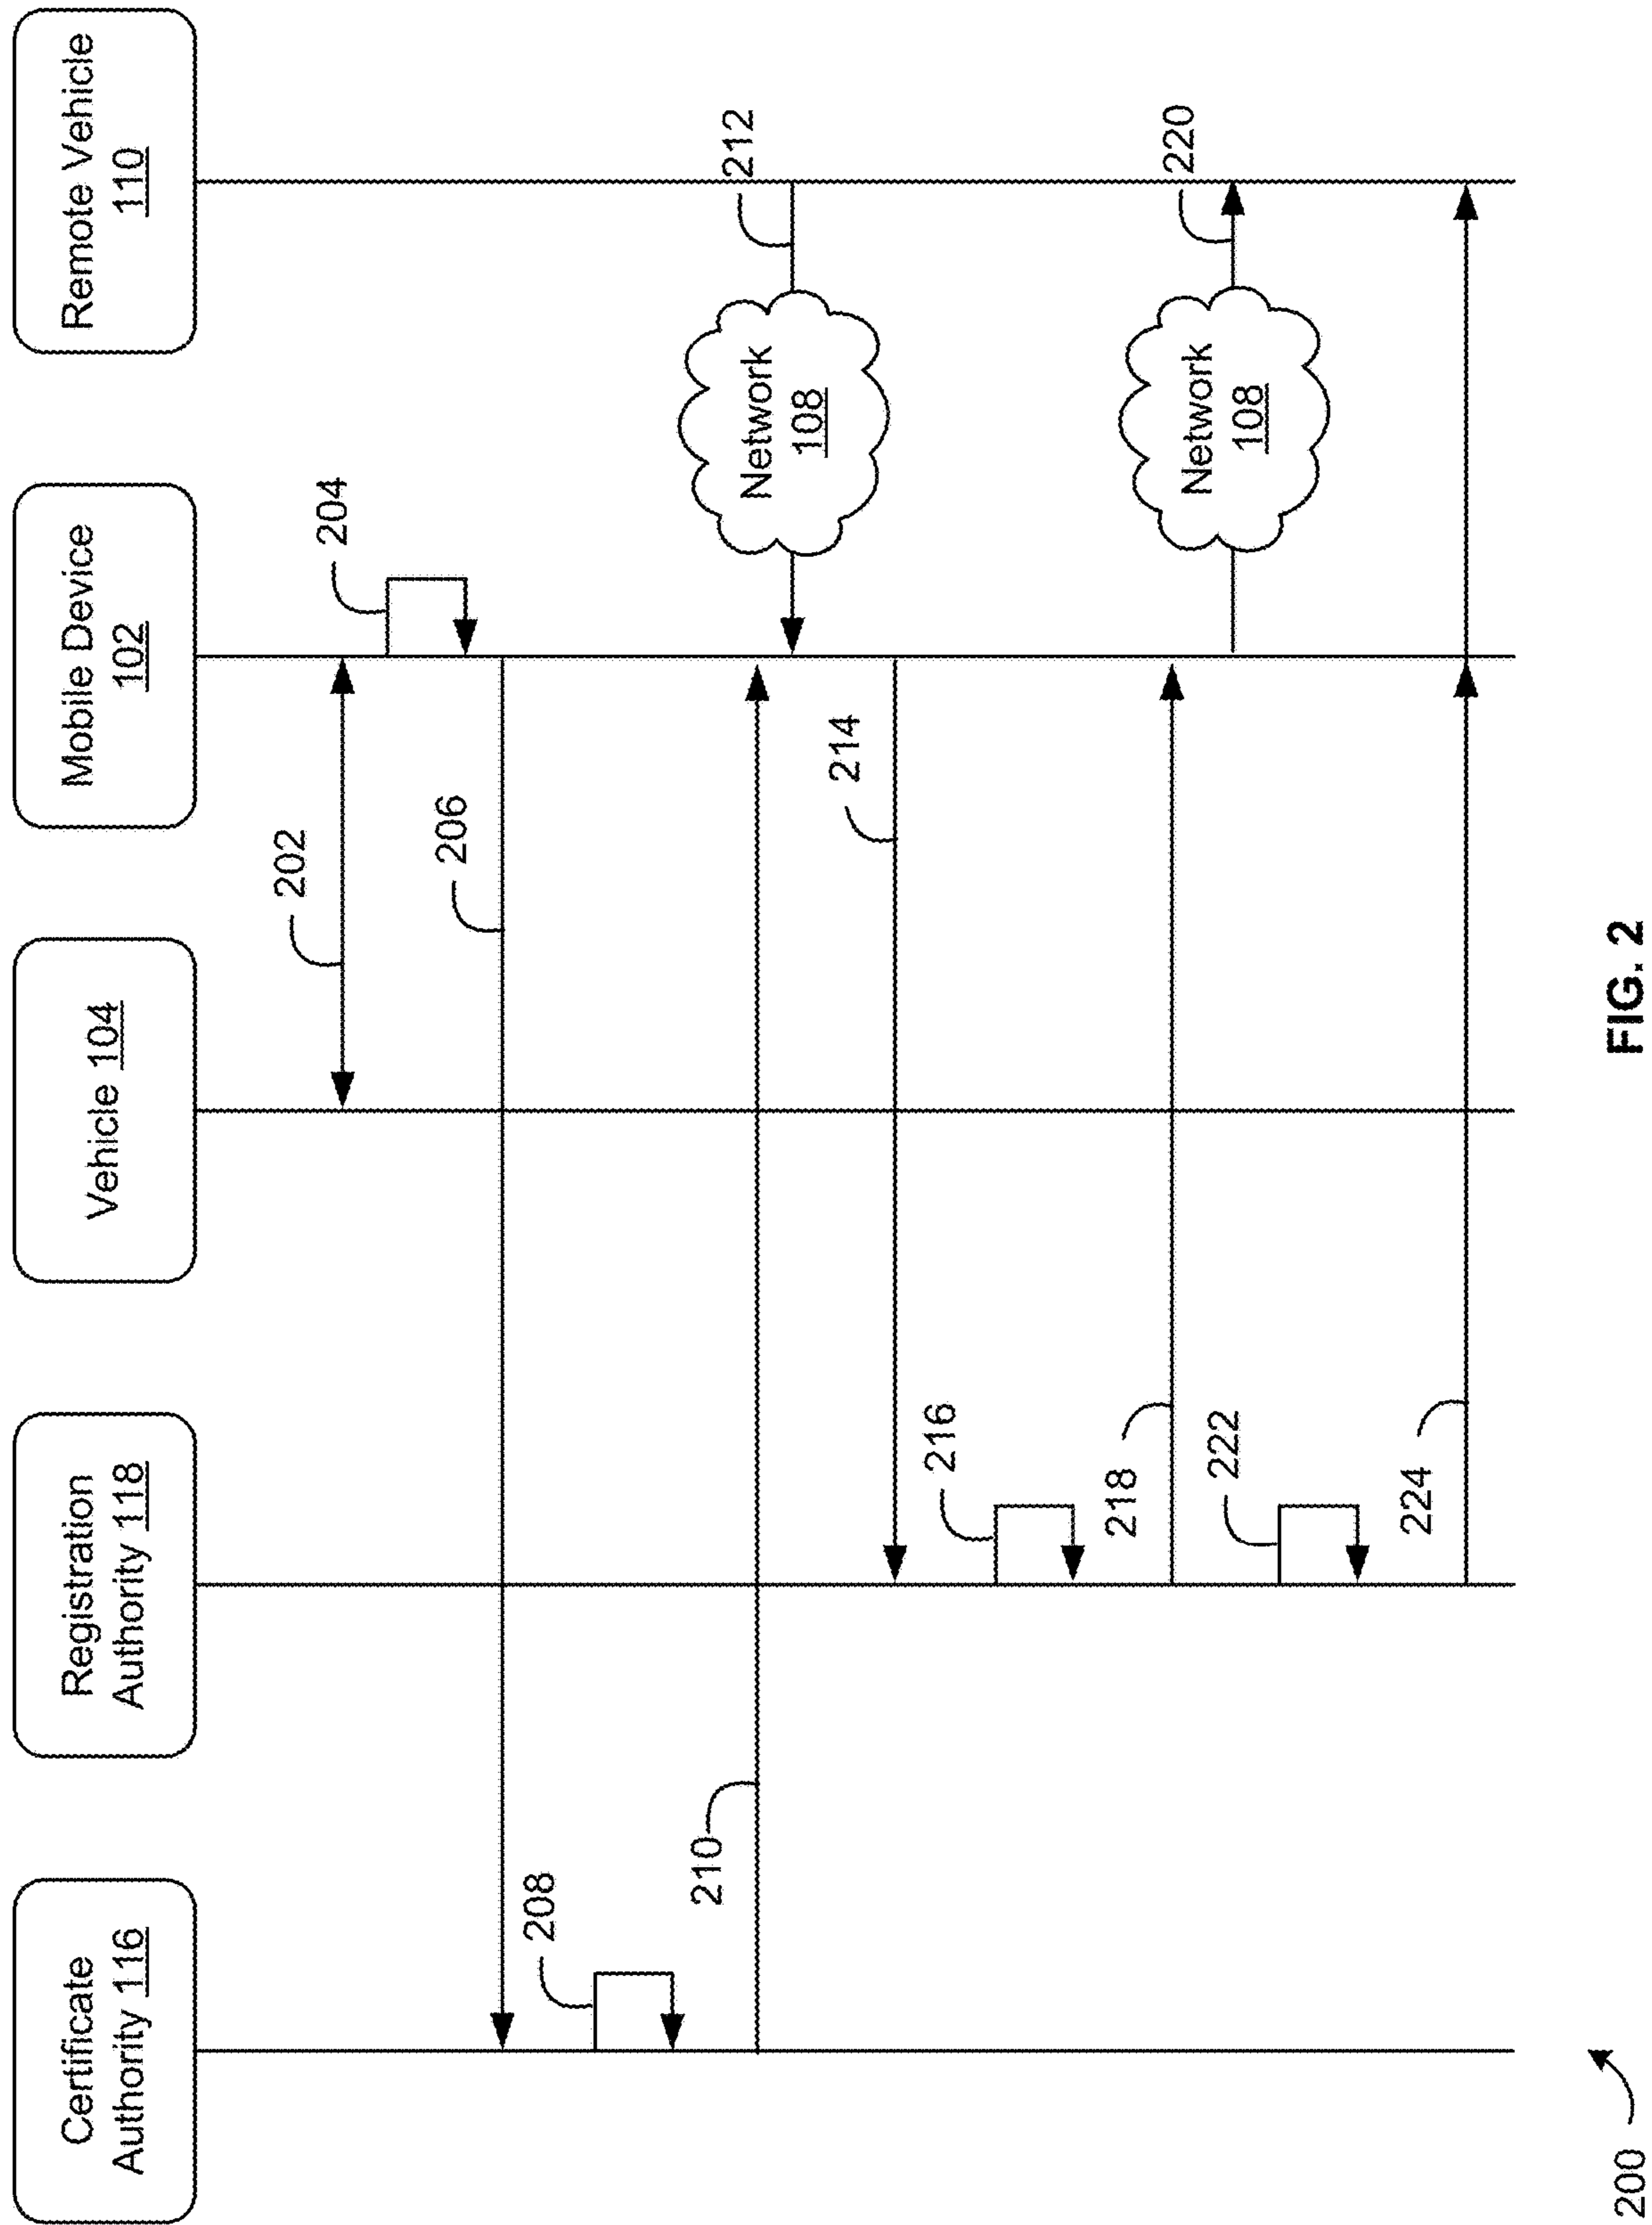 Certificate
Authority 116
Registration
Authority 118
Vehicle 104
Mobile Device
102
Remote Vehicle
110
202
204
206
208
210
212
Network
108
214
216
218
220
Network
108
222
224
200
FIG. 2